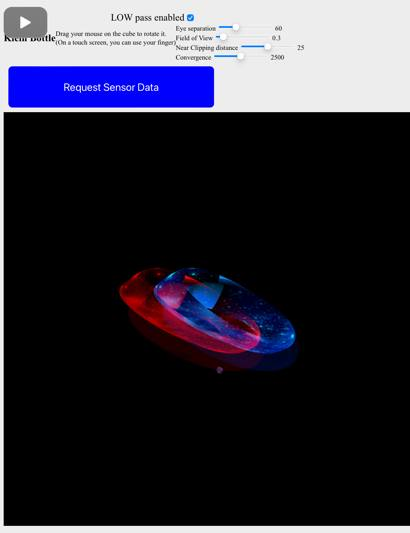 LOW pass enabled
Klein Bottle
Drag your mouse on the cube to rotate it.
(On a touch screen, you can use your finger)
Eye separation 60
Field of View 0.3
Near Clipping distance 25
Convergence 2500
Request Sensor Data